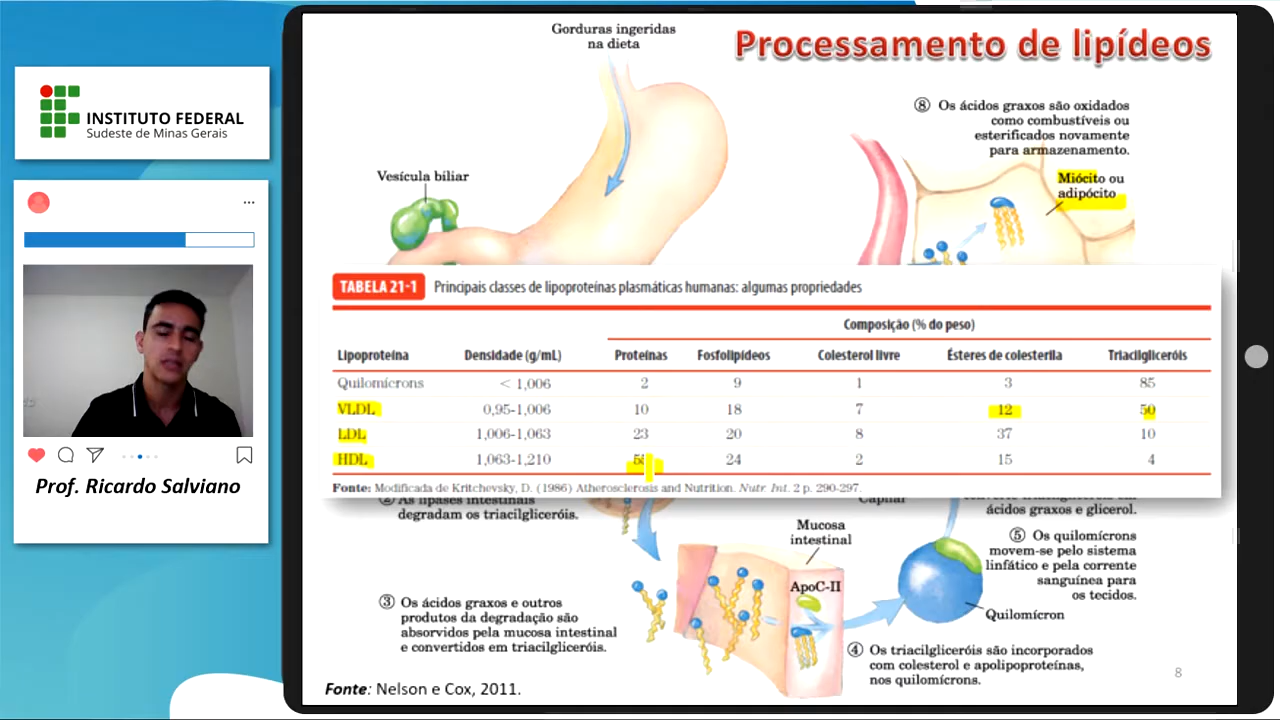 INSTITUTO FEDERAL
Sudeste de Minas Gerais
Prof. Ricardo Salviano
Processamento de lipídeos
Gorduras ingeridas
na dieta
Vesícula biliar
⑧ Os ácidos graxos são oxidados
como combustíveis ou
esterificados novamente
para armazenamento.
Miócito ou
adipócito
TABELA 21-1 Principais classes de lipoproteínas plasmáticas humanas: algumas propriedades
Composição (% do peso)
Lipoproteína Densidade (g/mL) Proteínas Fosfolipídeos Colesterol livre Ésteres de colesterila Triacilgliceróis
Quilomícrons < 1,006 2 9 1 3 85
VLDL 0,95-1,006 10 18 7 12 50
LDL 1,006-1,063 23 20 8 37 10
HDL 1,063-1,210 24 2 15 4
Fonte: Modificada de Kritchevsky, D. (1986) Atherosclerosis and Nutrition. Nutr. Int. 2 p. 290-297.
② As lipases intestinais
degradam os triacilgliceróis.
Capilar
ácidos graxos e glicerol.
Mucosa
intestinal
⑤ Os quilomícrons
movem-se pelo sistema
linfático e pela corrente
sanguínea para
os tecidos.
ApoC-II
Quilomícron
③ Os ácidos graxos e outros
produtos da degradação são
absorvidos pela mucosa intestinal
e convertidos em triacilgliceróis.
④ Os triacilgliceróis são incorporados
com colesterol e apolipoproteínas,
nos quilomícrons.
Fonte: Nelson e Cox, 2011.
8